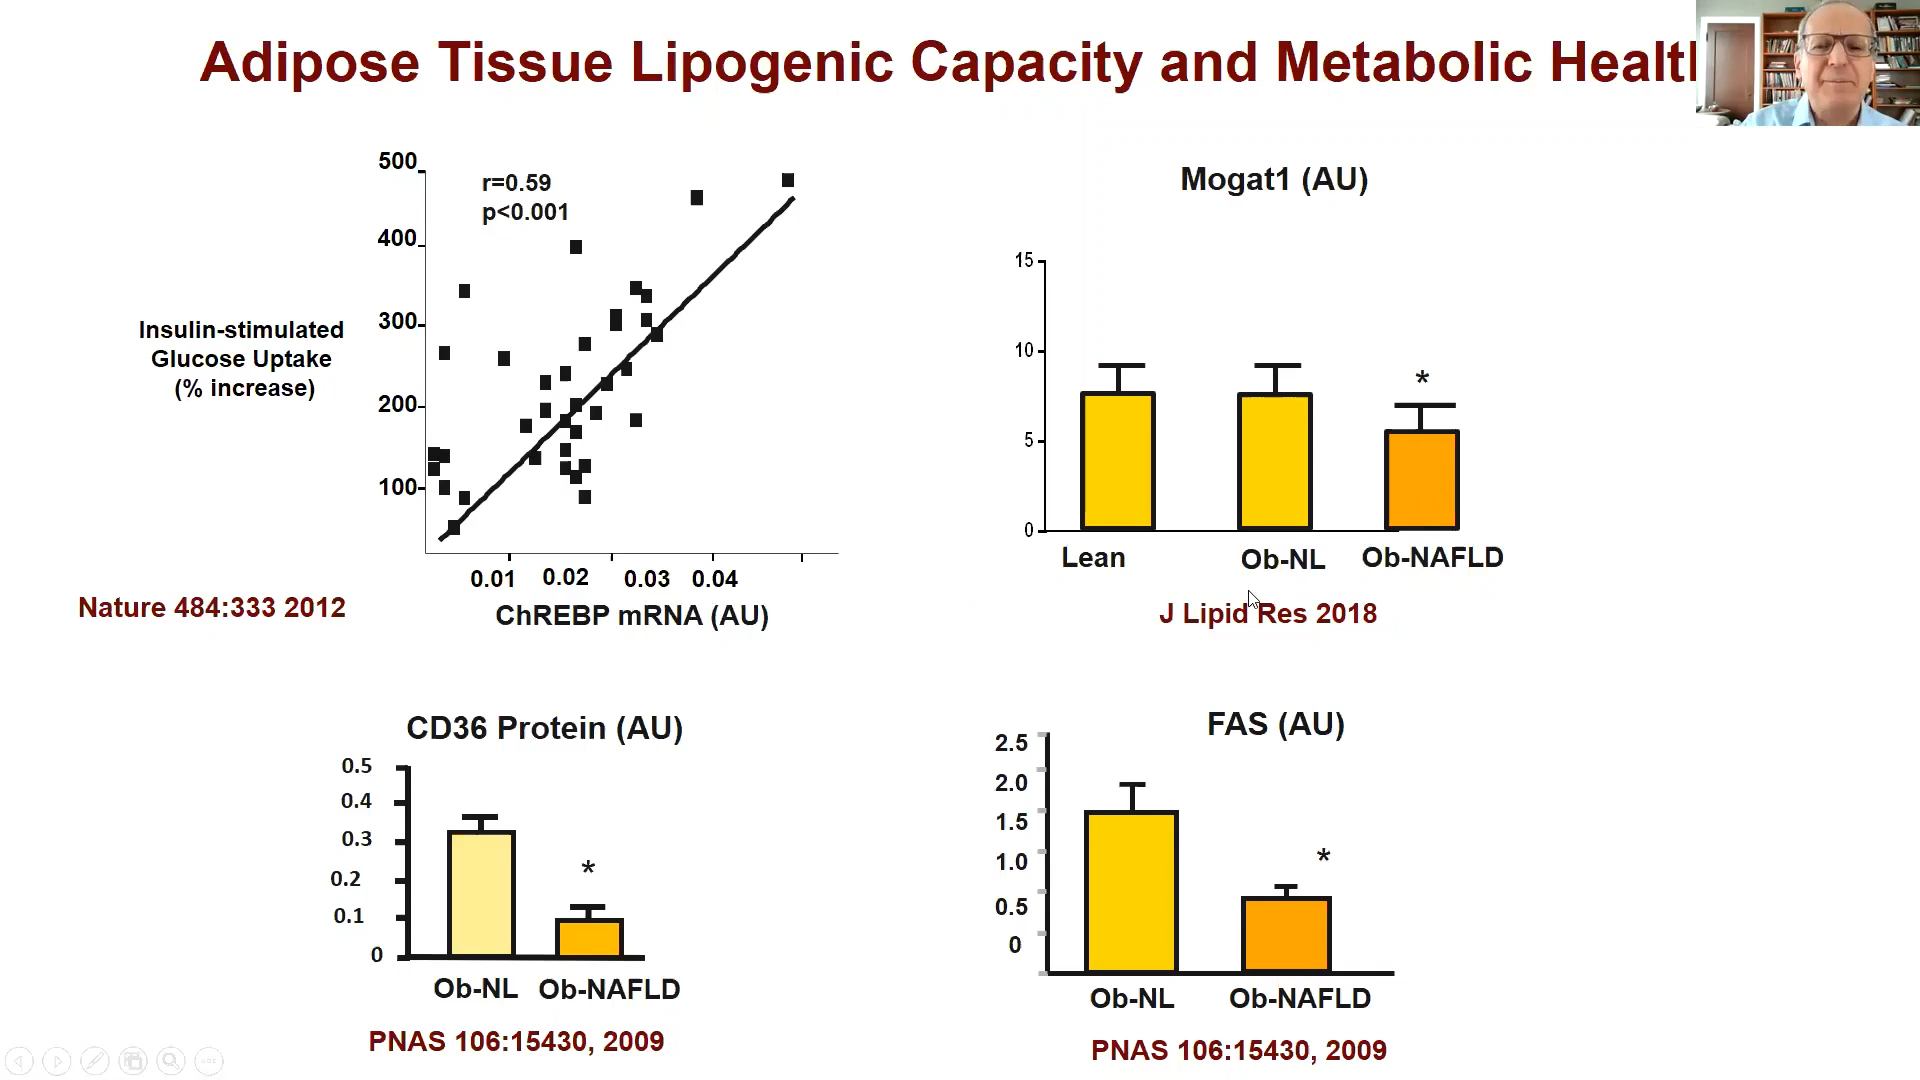 Adipose Tissue Lipogenic Capacity and Metabolic Healt
500
400
300
200
100
r=0.59
p<0.001
Insulin-stimulated
Glucose Uptake
(% increase)
0.01 0.02 0.03 0.04
ChREBP mRNA (AU)
Nature 484:333 2012
Mogat1 (AU)
15
10
5
0
*
Lean Ob-NL Ob-NAFLD
J Lipid Res 2018
CD36 Protein (AU)
0.5
0.4
0.3
0.2
0.1
0
*
Ob-NL Ob-NAFLD
PNAS 106:15430, 2009
FAS (AU)
2.5
2.0
1.5
1.0
0.5
0
*
Ob-NL Ob-NAFLD
PNAS 106:15430, 2009